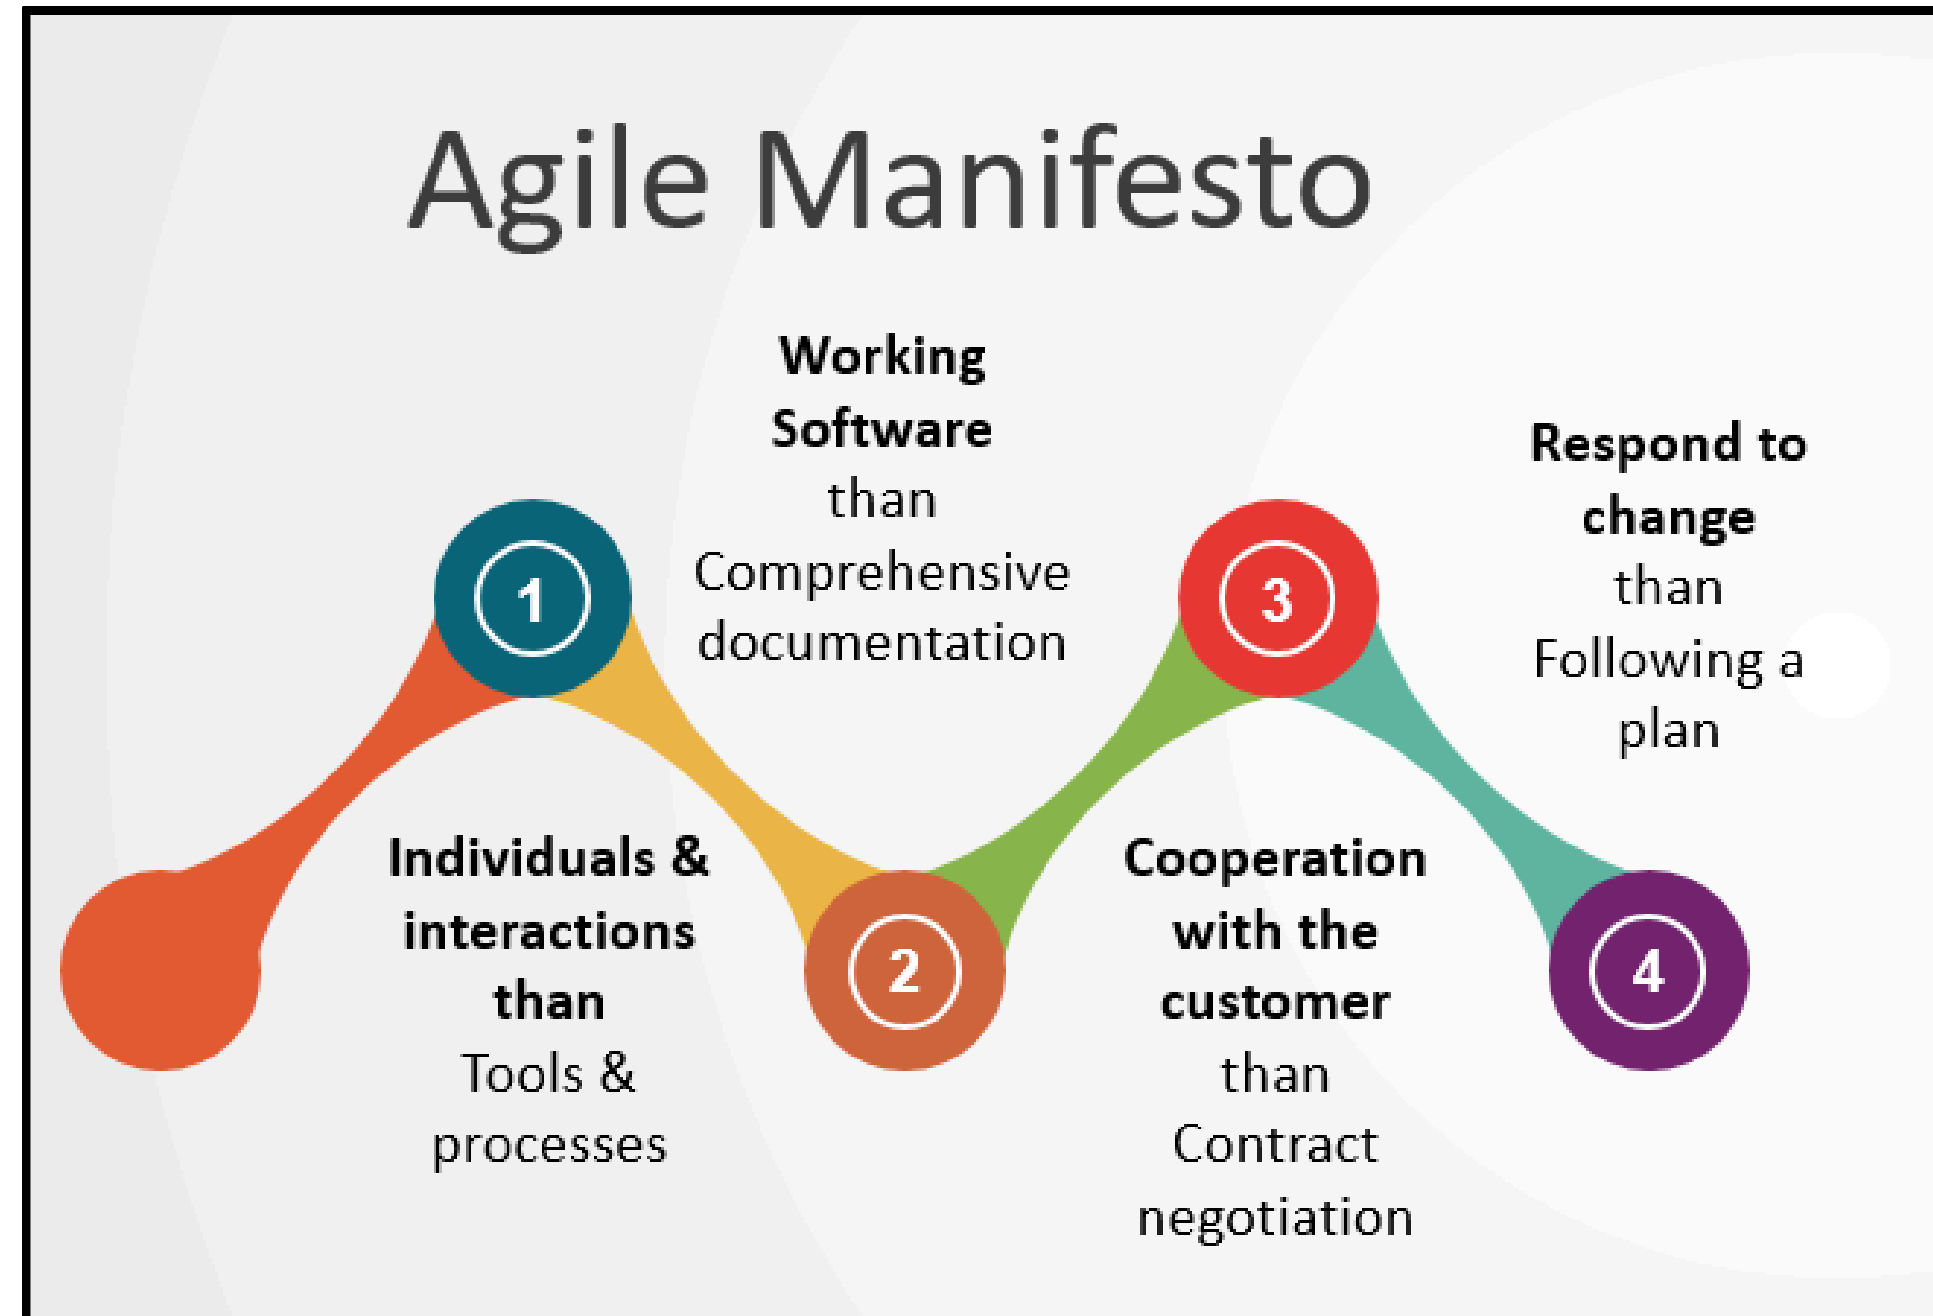 Agile Manifesto
1
Individuals &
interactions
than
Tools &
processes
2
Working
Software
than
Comprehensive
documentation
3
Cooperation
with the
customer
than
Contract
negotiation
4
Respond to
change
than
Following a
plan